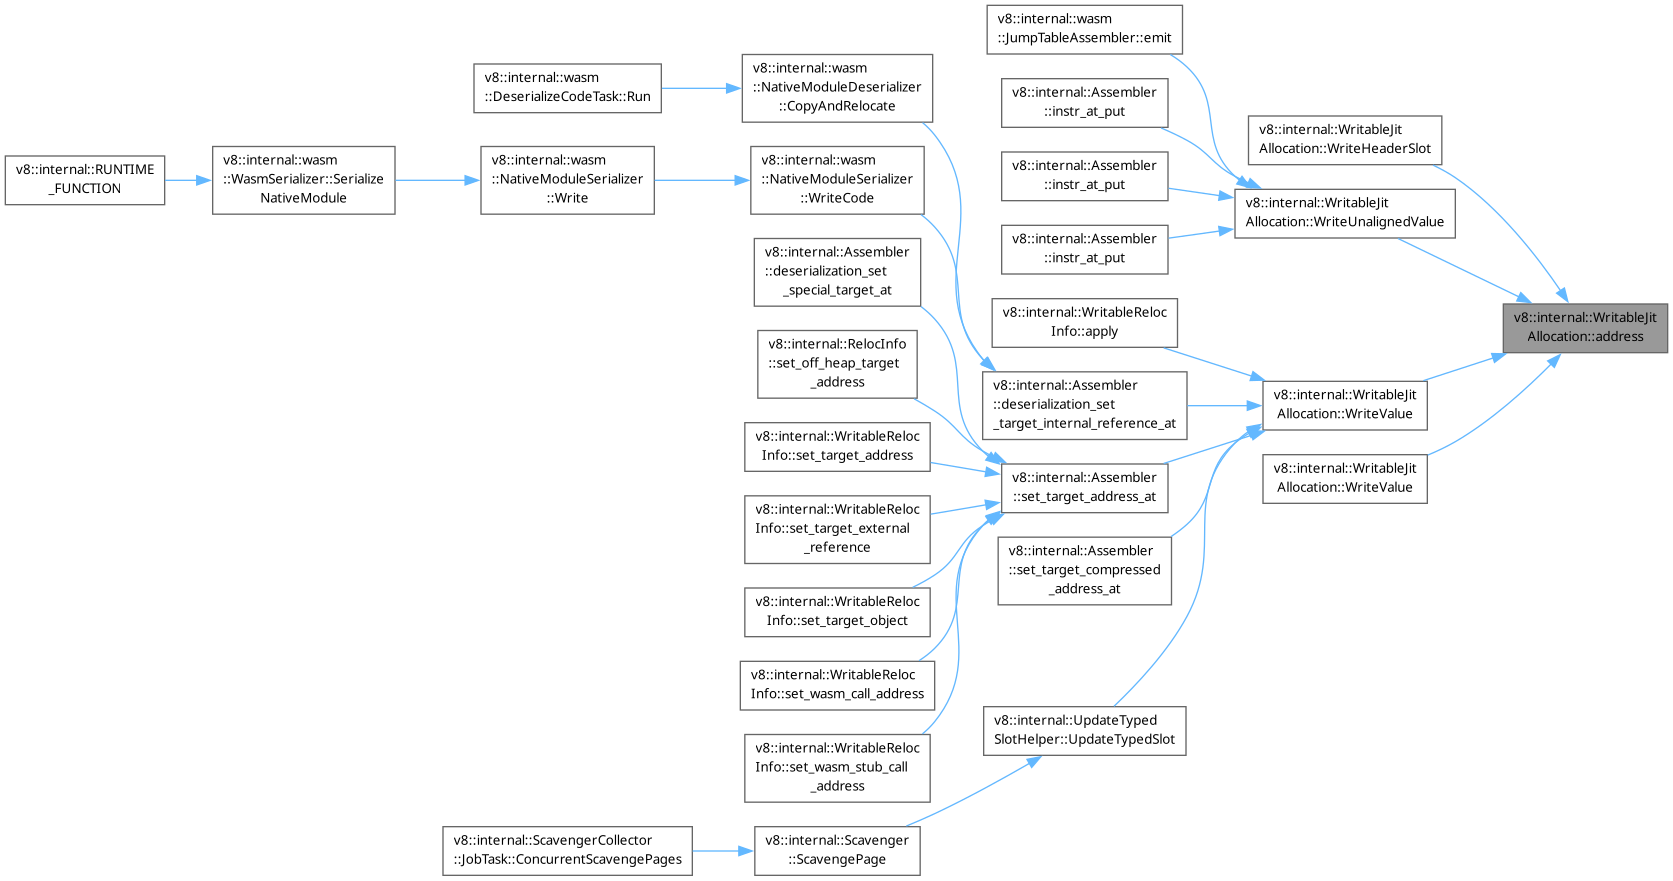 v8::internal::RUNTIME
_FUNCTION
v8::internal::wasm
::WasmSerializer::Serialize
NativeModule
v8::internal::wasm
::DeserializeCodeTask::Run
v8::internal::wasm
::NativeModuleSerializer
::Write
v8::internal::ScavengerCollector
::JobTask::ConcurrentScavengePages
v8::internal::wasm
::NativeModuleDeserializer
::CopyAndRelocate
v8::internal::wasm
::NativeModuleSerializer
::WriteCode
v8::internal::Assembler
::deserialization_set
_special_target_at
v8::internal::RelocInfo
::set_off_heap_target
_address
v8::internal::WritableReloc
Info::set_target_address
v8::internal::WritableReloc
Info::set_target_external
_reference
v8::internal::WritableReloc
Info::set_target_object
v8::internal::WritableReloc
Info::set_wasm_call_address
v8::internal::WritableReloc
Info::set_wasm_stub_call
_address
v8::internal::Scavenger
::ScavengePage
v8::internal::wasm
::JumpTableAssembler::emit
v8::internal::Assembler
::instr_at_put
v8::internal::Assembler
::instr_at_put
v8::internal::Assembler
::instr_at_put
v8::internal::WritableReloc
Info::apply
v8::internal::Assembler
::deserialization_set
_target_internal_reference_at
v8::internal::Assembler
::set_target_address_at
v8::internal::Assembler
::set_target_compressed
_address_at
v8::internal::UpdateTyped
SlotHelper::UpdateTypedSlot
v8::internal::WritableJit
Allocation::WriteHeaderSlot
v8::internal::WritableJit
Allocation::WriteUnalignedValue
v8::internal::WritableJit
Allocation::WriteValue
v8::internal::WritableJit
Allocation::WriteValue
v8::internal::WritableJit
Allocation::address